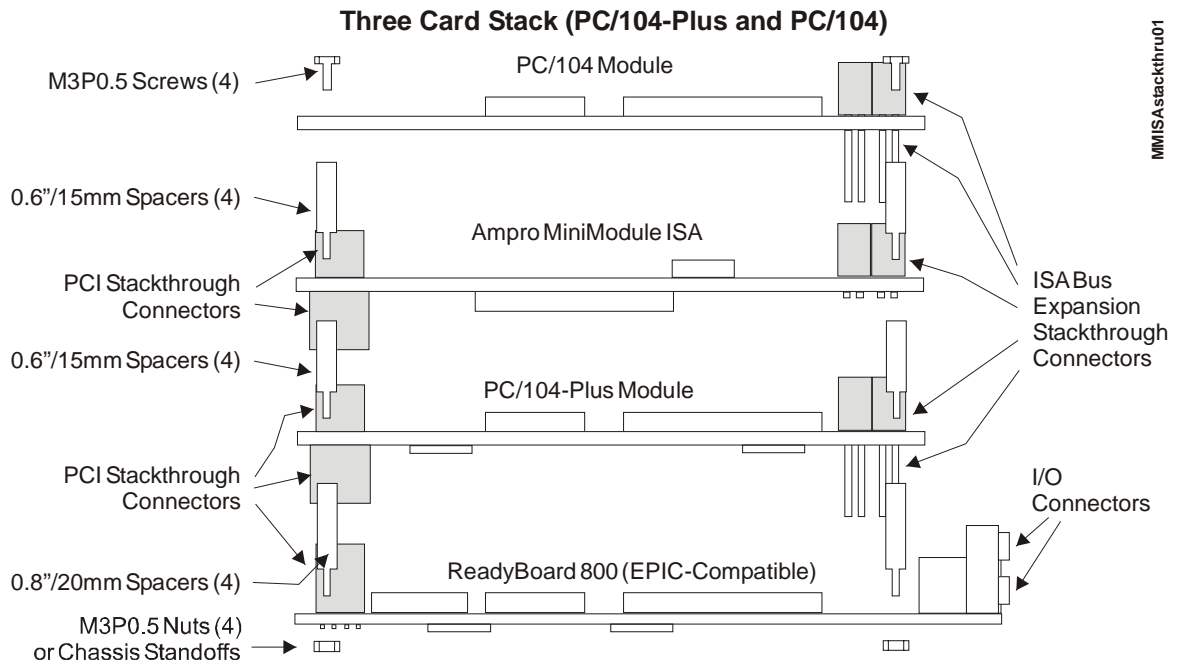 Three Card Stack (PC/104-Plus and PC/104)
MMISAstackthru01
M3P0.5 Screws (4)
PC/104 Module
0.6”/15mm Spacers (4)
Ampro MiniModule ISA
PCI Stackthrough
Connectors
ISA Bus
Expansion
Stackthrough
Connectors
0.6”/15mm Spacers (4)
PC/104-Plus Module
PCI Stackthrough
Connectors
I/O
Connectors
0.8”/20mm Spacers (4)
ReadyBoard 800 (EPIC-Compatible)
M3P0.5 Nuts (4)
or Chassis Standoffs